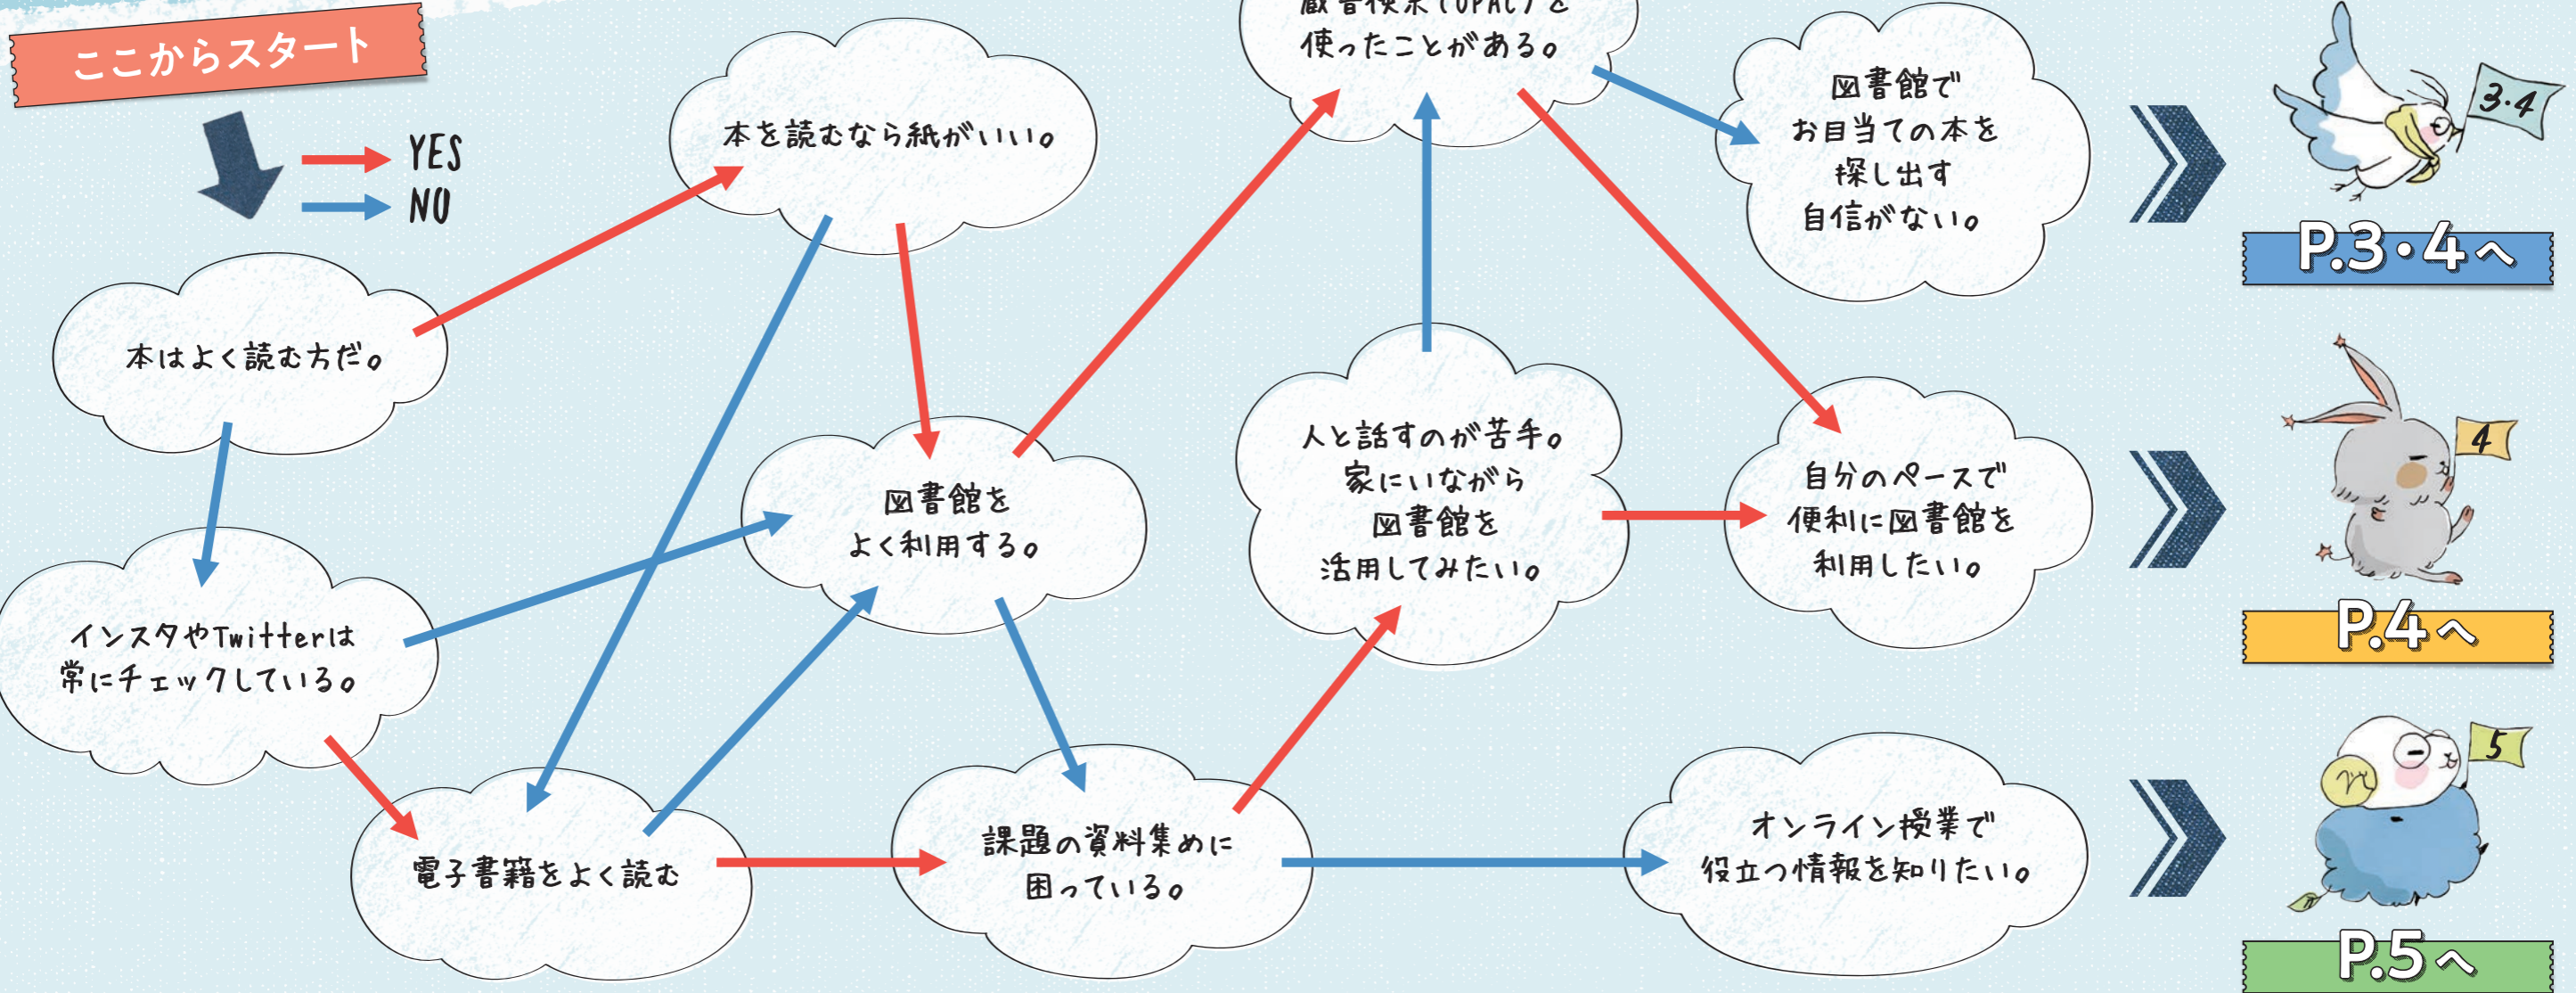 ここからスタート
YES
NO
本はよく読む方だ。
本を読むなら紙がいい。
インスタやTwitterは
常にチェックしている。
電子書籍をよく読む
図書館を
よく利用する。
課題の資料集めに
困っている。
蔵書検索(OPAC)を
使ったことがある。
人と話すのが苦手。
家にいながら
図書館を
活用してみたい。
図書館で
お目当ての本を
探し出す
自信がない。
自分のペースで
便利に図書館を
利用したい。
オンライン授業で
役立つ情報を知りたい。
3・4
P.3・4へ
4
P.4へ
5
P.5へ